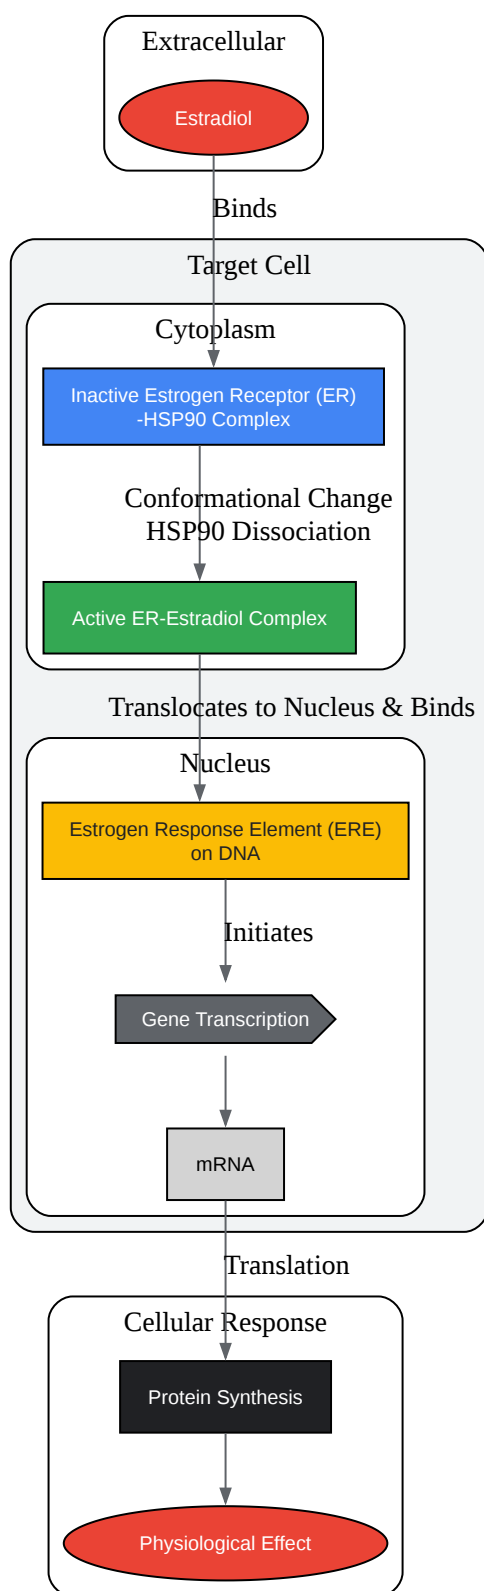 Extracellular
Estradiol
Binds
Target Cell
Cytoplasm
Inactive Estrogen Receptor (ER)
-HSP90 Complex
Conformational Change
HSP90 Dissociation
Active ER-Estradiol Complex
Translocates to Nucleus & Binds
Nucleus
Estrogen Response Element (ERE)
on DNA
Initiates
Gene Transcription
mRNA
Translation
Cellular Response
Protein Synthesis
Physiological Effect